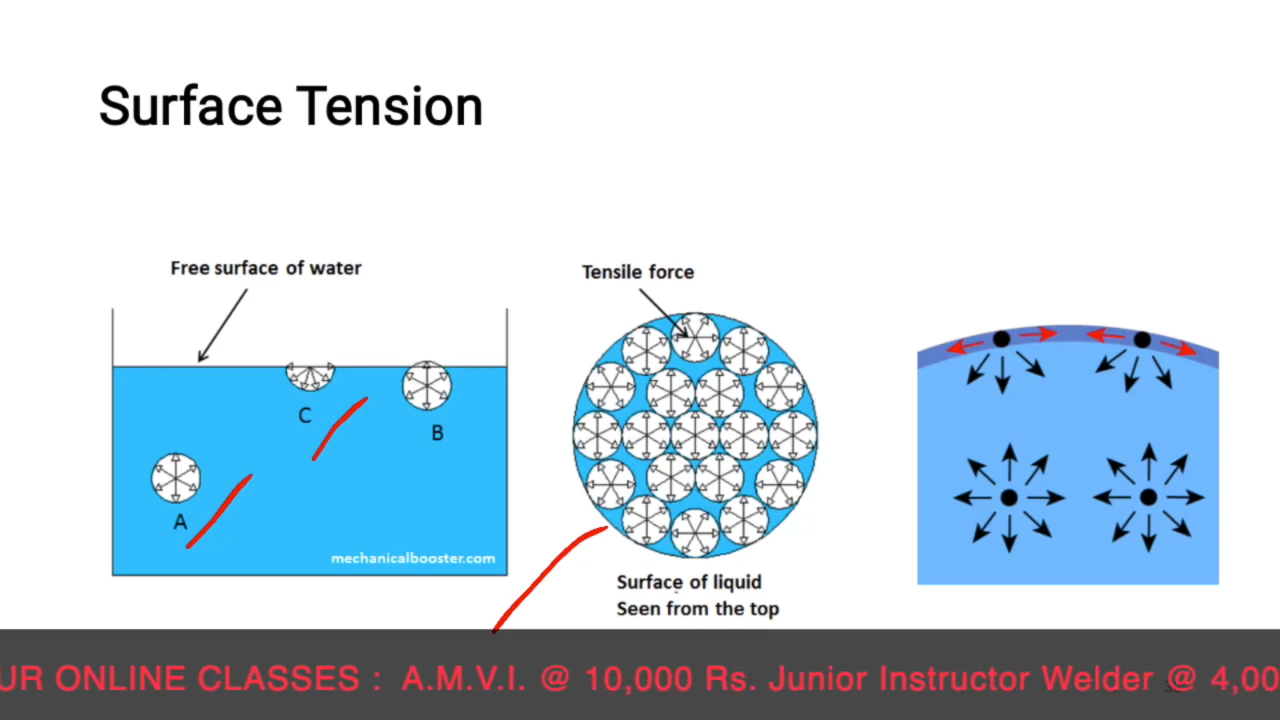 Surface Tension
Free surface of water
C
B
A
mechanicalbooster.com
Tensile force
Surface of liquid
Seen from the top
UR ONLINE CLASSES : A.M.V.I. @ 10,000 Rs. Junior Instructor Welder @ 4,00